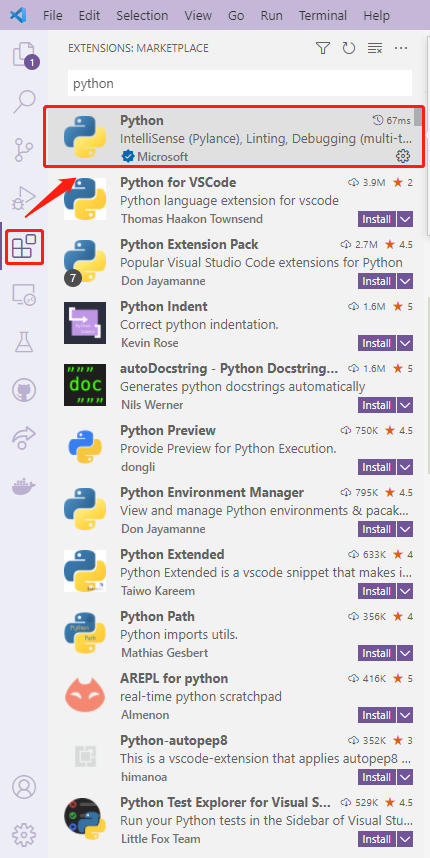 File Edit Selection View Go Run Terminal Help
EXTENSIONS: MARKETPLACE
1
python
Python 67ms
IntelliSense (Pylance), Linting, Debugging (multi-t...
Microsoft
Python for VSCode 3.9M 2
Python language extension for vscode
Thomas Haakon Townsend Install
Python Extension Pack 2.7M 4.5
Popular Visual Studio Code extensions for Python
7
Don Jayamanne Install
Python Indent 1.6M 5
Correct python indentation.
Kevin Rose Install
autoDocstring - Python Docstring... 1.6M 5
""" doc """
Generates python docstrings automatically
Nils Werner Install
Python Preview 750K 4.5
Provide Preview for Python Execution.
dongli Install
Python Environment Manager 795K 4.5
View and manage Python environments & pacak...
Don Jayamanne Install
Python Extended 633K 4
Python Extended is a vscode snippet that makes i...
Taiwo Kareem Install
Python Path 356K 4
Python imports utils.
Mathias Gesbert Install
AREPL for python 416K 5
real-time python scratchpad
Almenon Install
Python-autopep8 352K 3
This is a vscode-extension that applies autopep8 ...
himanoa Install
Python Test Explorer for Visual S... 529K 4.5
Run your Python tests in the Sidebar of Visual Stu...
Little Fox Team Install